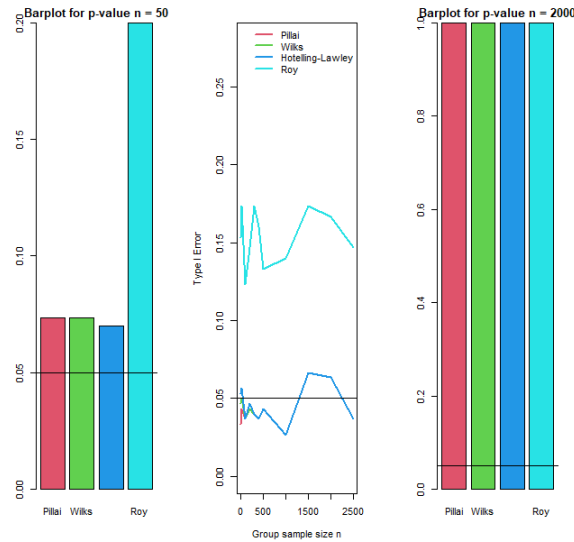 Barplot for p-value n = 50
0.00
0.05
0.10
0.15
0.20
Pillai
Wilks
Roy
Pillai
Wilks
Hotelling-Lawley
Roy
Type I Error
0.00
0.05
0.10
0.15
0.20
0.25
0
500
1500
2500
Group sample size n
Barplot for p-value n = 2000
0.0
0.2
0.4
0.6
0.8
1.0
Pillai
Wilks
Roy